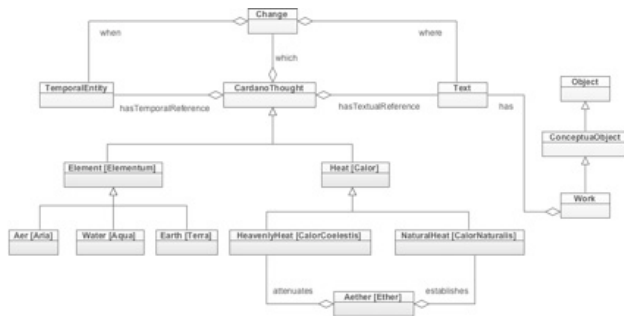 Change
when
where
which
TemporalEntity
CardanoThought
Text
Object
hasTemporalReference
hasTextualReference
has
ConceptuaObject
Element [Elementum]
Heat [Calor]
Work
Aer [Aria]
Water [Aqua]
Earth [Terra]
HeavenlyHeat [CalorCoelestis]
NaturalHeat [CalorNaturalis]
attenuates
establishes
Aether [Ether]